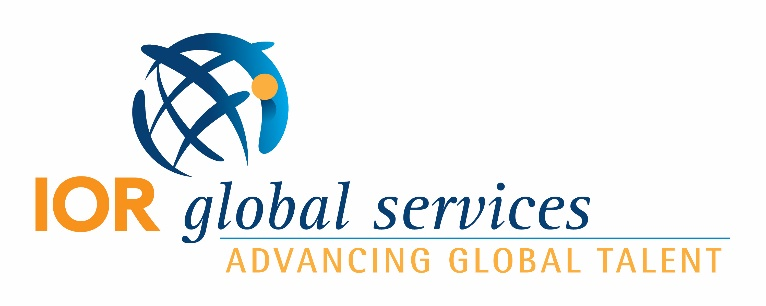 IOR global services
ADVANCING GLOBAL TALENT